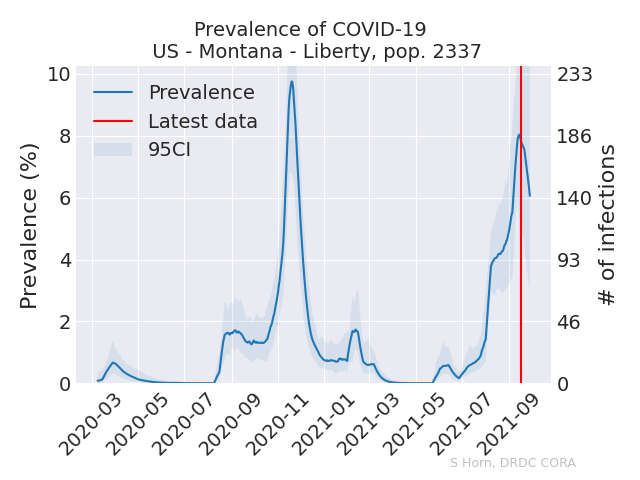 Prevalence of COVID-19
US - Montana - Liberty, pop. 2337
Prevalence
Latest data
95CI
Prevalence (%)
10
8
6
4
2
0
233
186
140
93
46
0
# of infections
2020-03
2020-05
2020-07
2020-09
2020-11
2021-01
2021-03
2021-05
2021-07
2021-09
S Horn, DRDC CORA